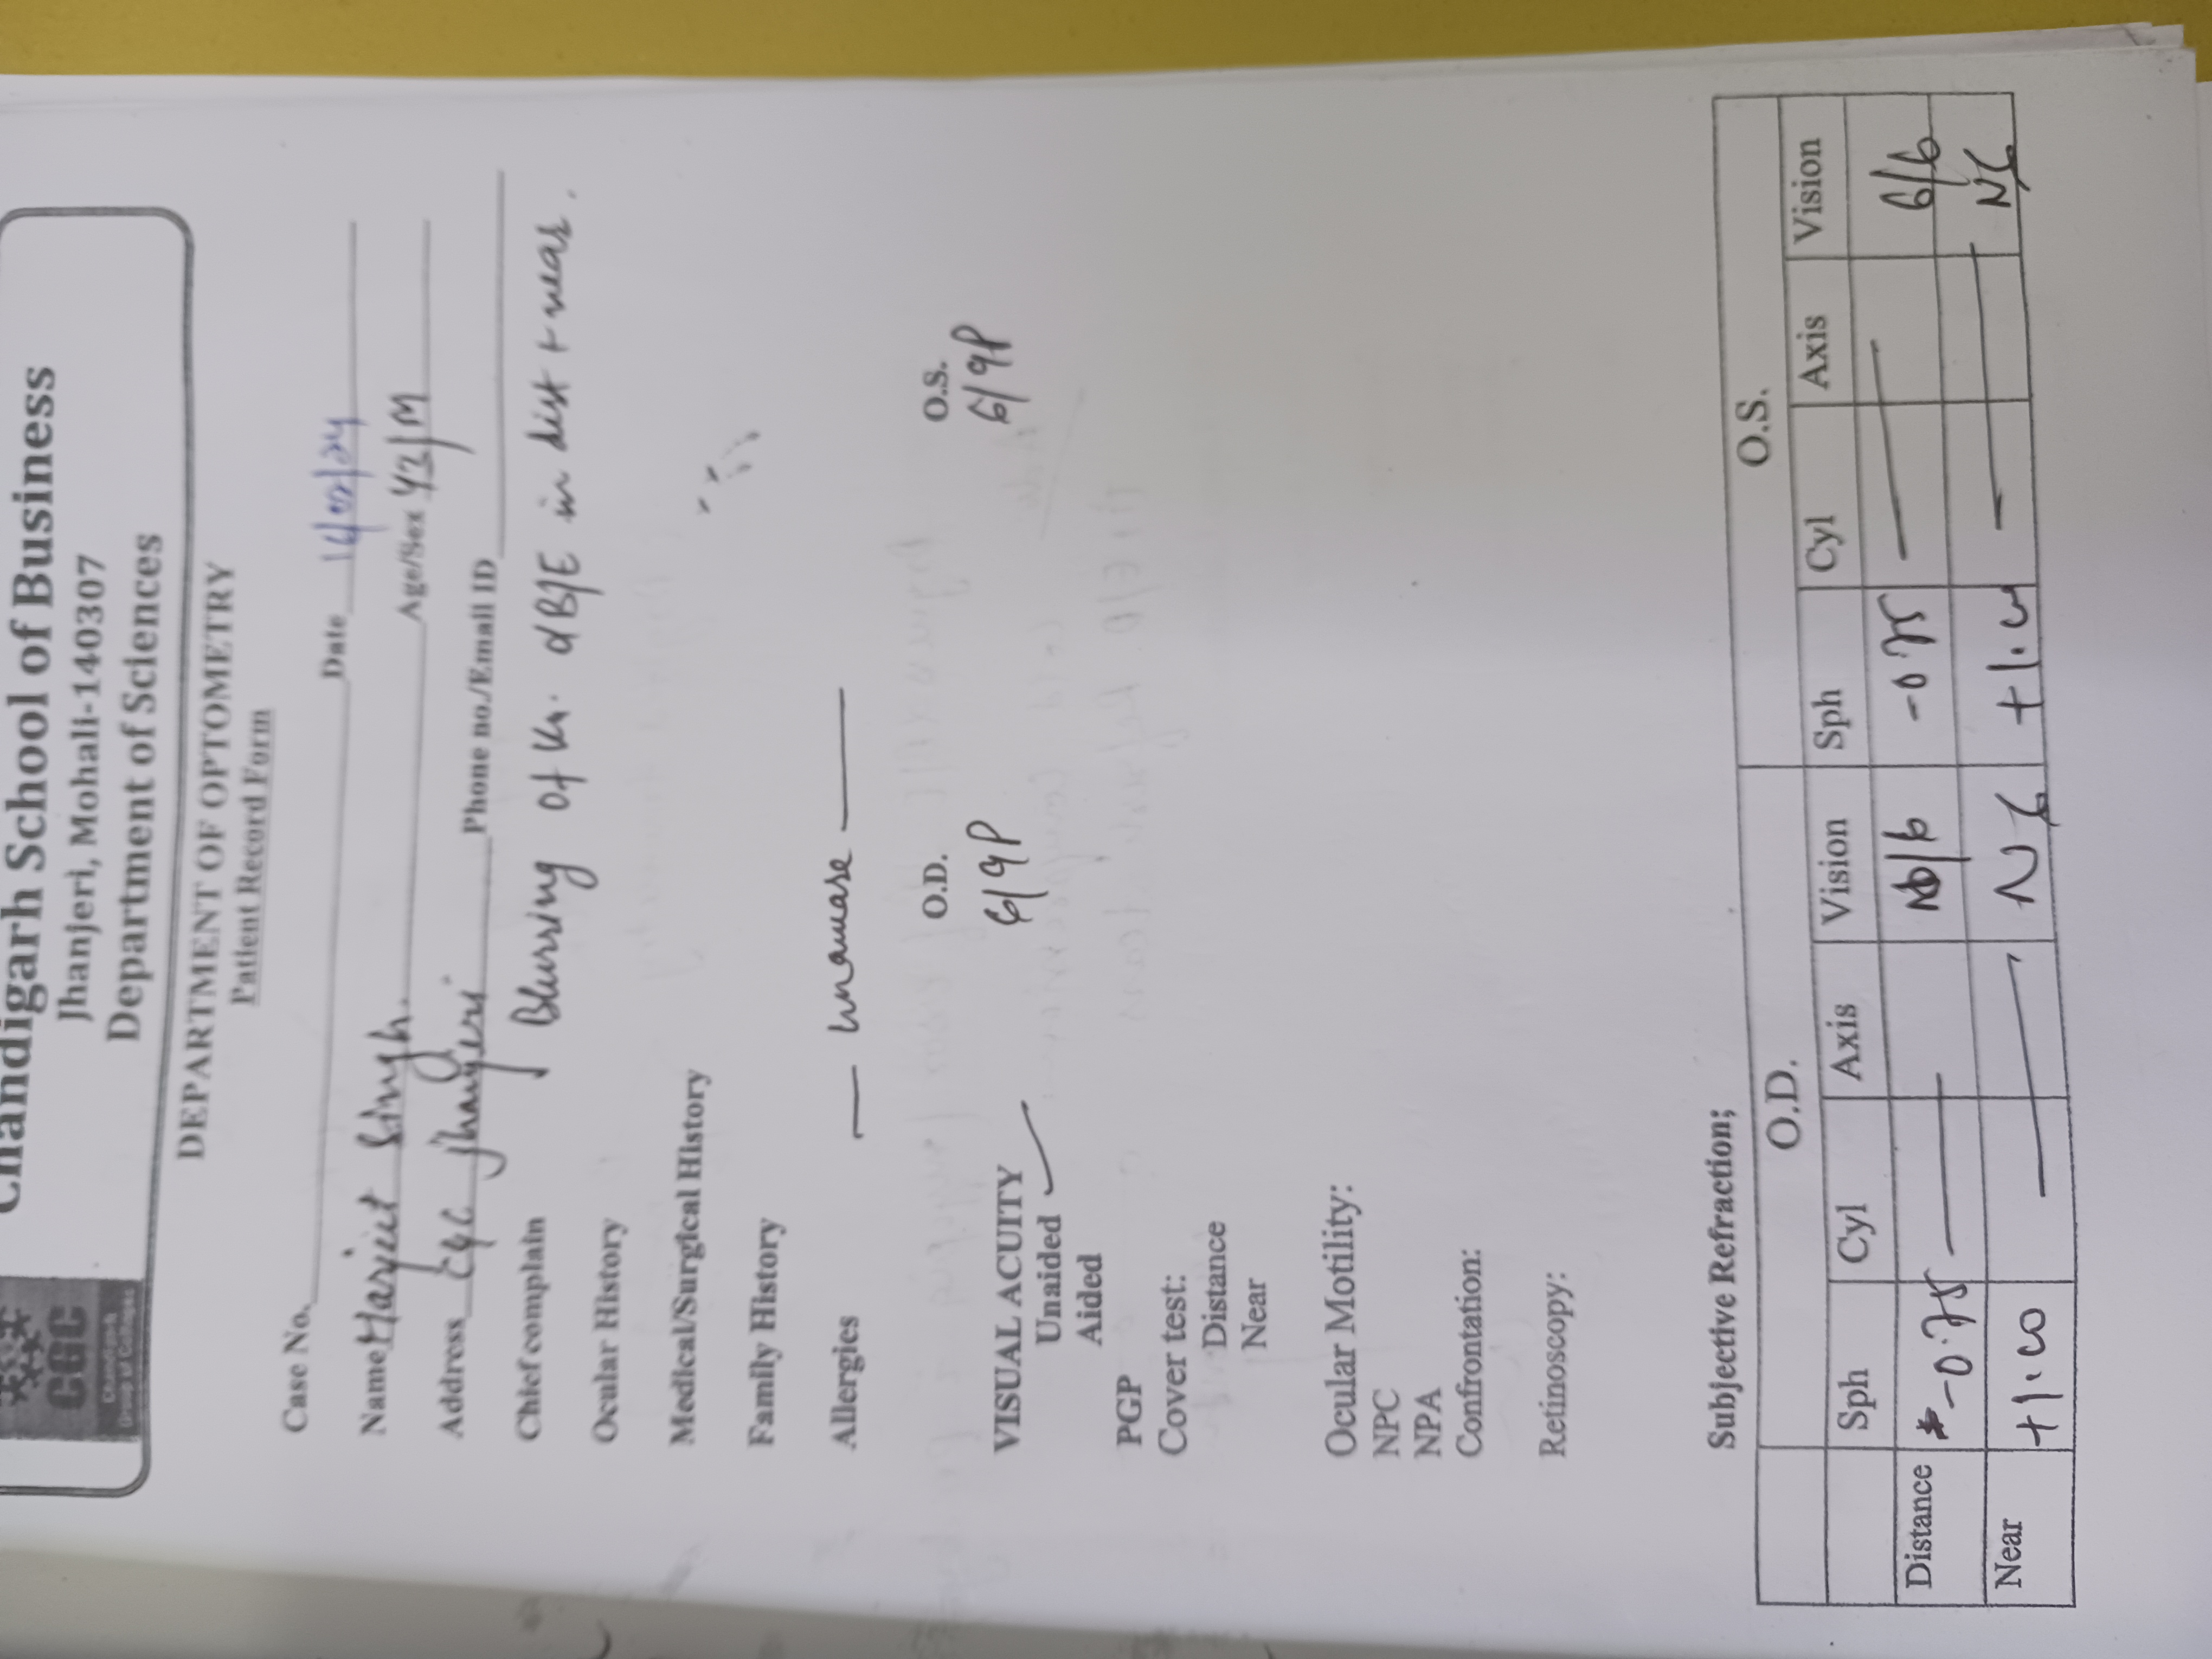 Chandigarh School of Business
CGC
Chandigarh
Group of Colleges
Jhanjeri, Mohali-140307
Department of Sciences
DEPARTMENT OF OPTOMETRY
Patient Record Form
Case No. Date /02/24
Name Harjeet Singh. Age/Sex 42/M
Address CGC Jhanjeri Phone no./Email ID
Chief complain Blurring of Vn. B/E in dist + near.
Ocular History
Medical/Surgical History
Family History
Allergies — Unaware —
O.D. O.S.
VISUAL ACUITY 6/9P 6/9P
Unaided ✓
Aided
PGP
Cover test:
Distance
Near
Ocular Motility:
NPC
NPA
Confrontation:
Retinoscopy:
Subjective Refraction;
O.D. O.S.
Sph Cyl Axis Vision Sph Cyl Axis Vision
Distance -0.75 — /6 -0.75 — 6/6
Near +1.00 — N6 +1.00 — N6